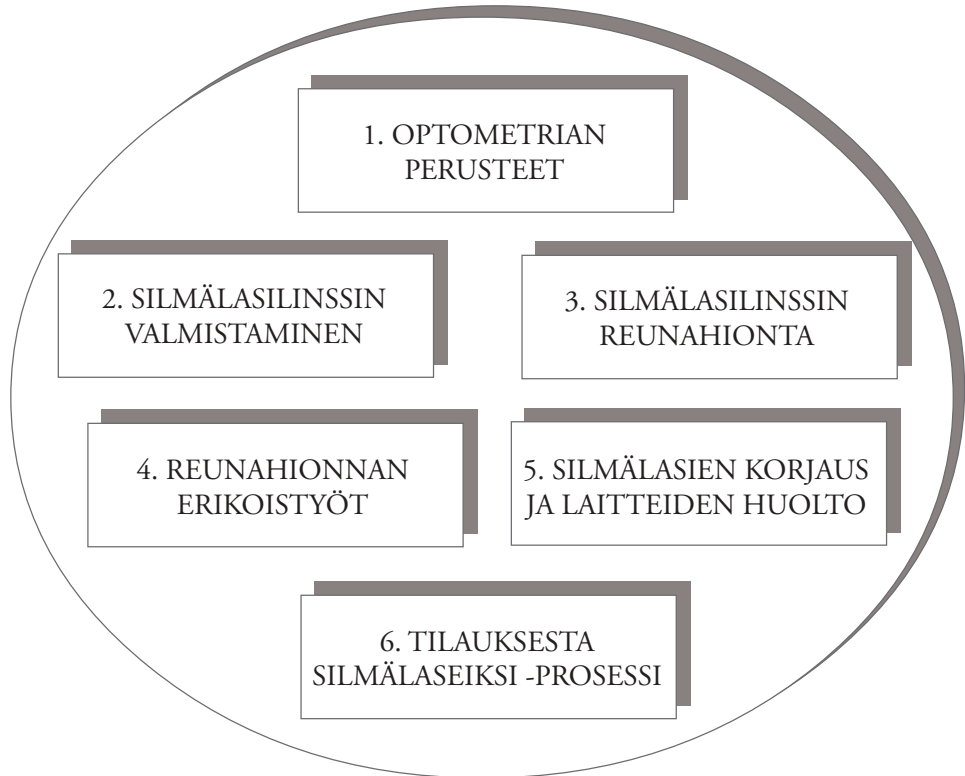 1. OPTOMETRIAN
PERUSTEET
2. SILMÄLASILINSSIN
VALMISTAMINEN
3. SILMÄLASILINSSIN
REUNAHIONTA
4. REUNAHIONNAN
ERIKOISTYÖT
5. SILMÄLASIEN KORJAUS
JA LAITTEIDEN HUOLTO
6. TILAUKSESTA
SILMÄLASEIKSI -PROSESSI